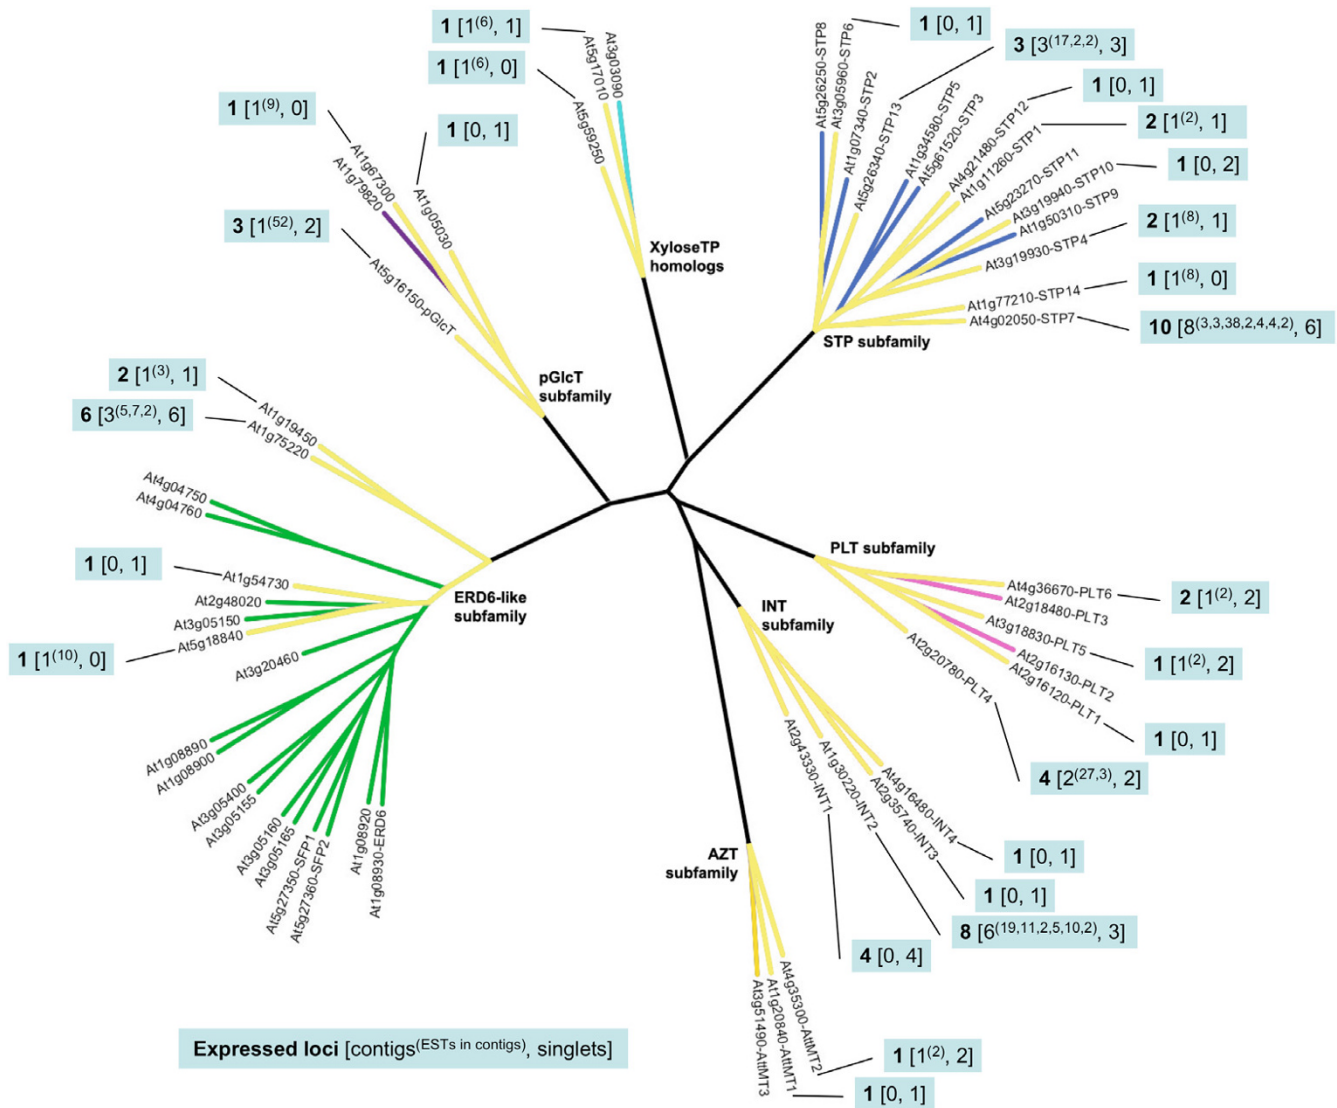 1 [1(6), 1]
1 [1(6), 0]
1 [1(9), 0]
1 [0, 1]
3 [1(52), 2]
At3g03090
At5g17010
At5g59250
XyloseTP
homologs
At1g67300
At1g79820
At1g05030
At5g16150-pGlcT
pGlcT
subfamily
At5g26250-STP8
At3g05960-STP6
At1g07340-STP2
At5g26340-STP13
At1g34580-STP5
At5g61520-STP3
At4g21480-STP12
At1g11260-STP1
At5g23270-STP11
At3g19940-STP10
At1g50310-STP9
At3g19930-STP4
At1g77210-STP14
At4g02050-STP7
STP subfamily
1 [0, 1]
3 [3(17,2,2), 3]
1 [0, 1]
2 [1(2), 1]
1 [0, 2]
2 [1(8), 1]
1 [1(8), 0]
10 [8(3,3,38,2,4,4,2), 6]
2 [1(3), 1]
6 [3(5,7,2), 6]
At1g19450
At1g75220
At4g04750
At4g04760
1 [0, 1]
At1g54730
At2g48020
At3g05150
At5g18840
1 [1(10), 0]
At3g20460
ERD6-like
subfamily
At1g08890
At1g08900
At3g05400
At3g05155
At3g05160
At3g05165
At5g27350-SFP1
At5g27360-SFP2
At1g08920
At1g08930-ERD6
PLT subfamily
At4g36670-PLT6
At2g18480-PLT3
At3g18830-PLT5
At2g16130-PLT2
At2g16120-PLT1
At2g20780-PLT4
2 [1(2), 2]
1 [1(2), 2]
1 [0, 1]
4 [2(27,3), 2]
INT
subfamily
At2g43330-INT1
At1g30220-INT2
At2g35740-INT3
At4g16480-INT4
1 [0, 1]
1 [0, 1]
8 [6(19,11,2,5,10,2), 3]
4 [0, 4]
AZT
subfamily
At4g35300-AttMT2
At1g20840-AttMT1
At3g51490-AttMT3
1 [1(2), 2]
1 [0, 1]
Expressed loci [contigs(ESTs in contigs), singlets]